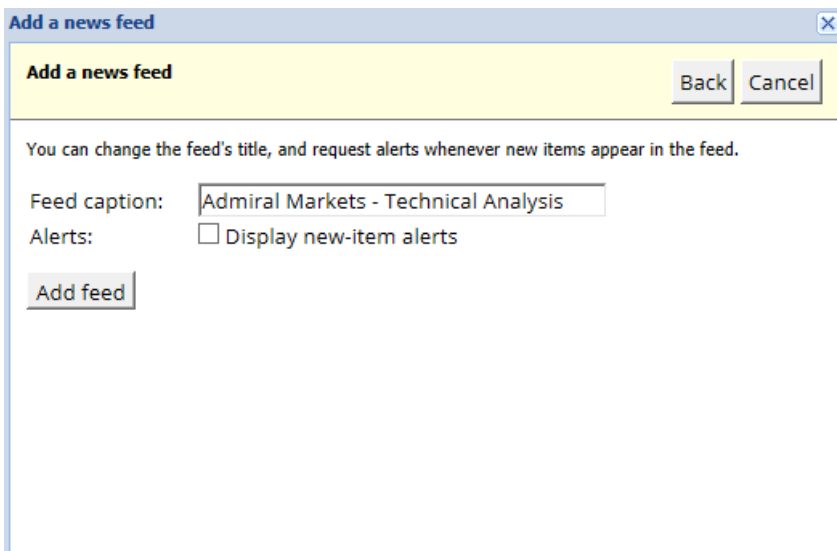 Add a news feed
Add a news feed
Back Cancel
You can change the feed's title, and request alerts whenever new items appear in the feed.
Feed caption: Admiral Markets - Technical Analysis
Alerts: Display new-item alerts
Add feed